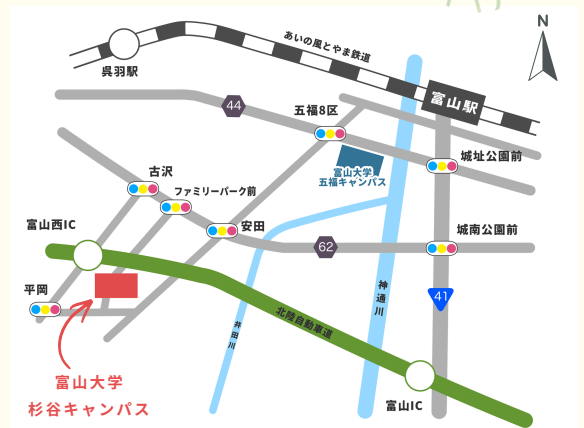 N
あいの風とやま鉄道
呉羽駅
44
富山駅
五福8区
城址公園前
富山大学
五福キャンパス
古沢
ファミリーパーク前
富山西IC
安田
城南公園前
62
平岡
神通川
41
井田川
北陸自動車道
富山大学
杉谷キャンパス
富山IC